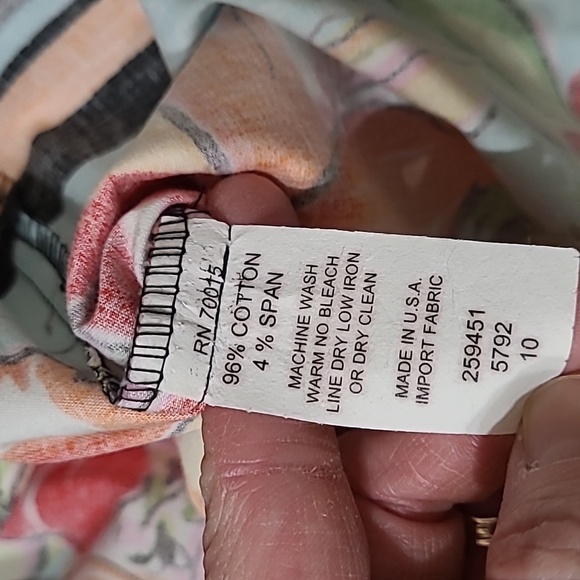 RN 70015
96% COTTON
4 % SPAN
MACHINE WASH
WARM NO BLEACH
LINE DRY LOW IRON
OR DRY CLEAN
MADE IN U.S.A.
IMPORT FABRIC
259451
5792
10